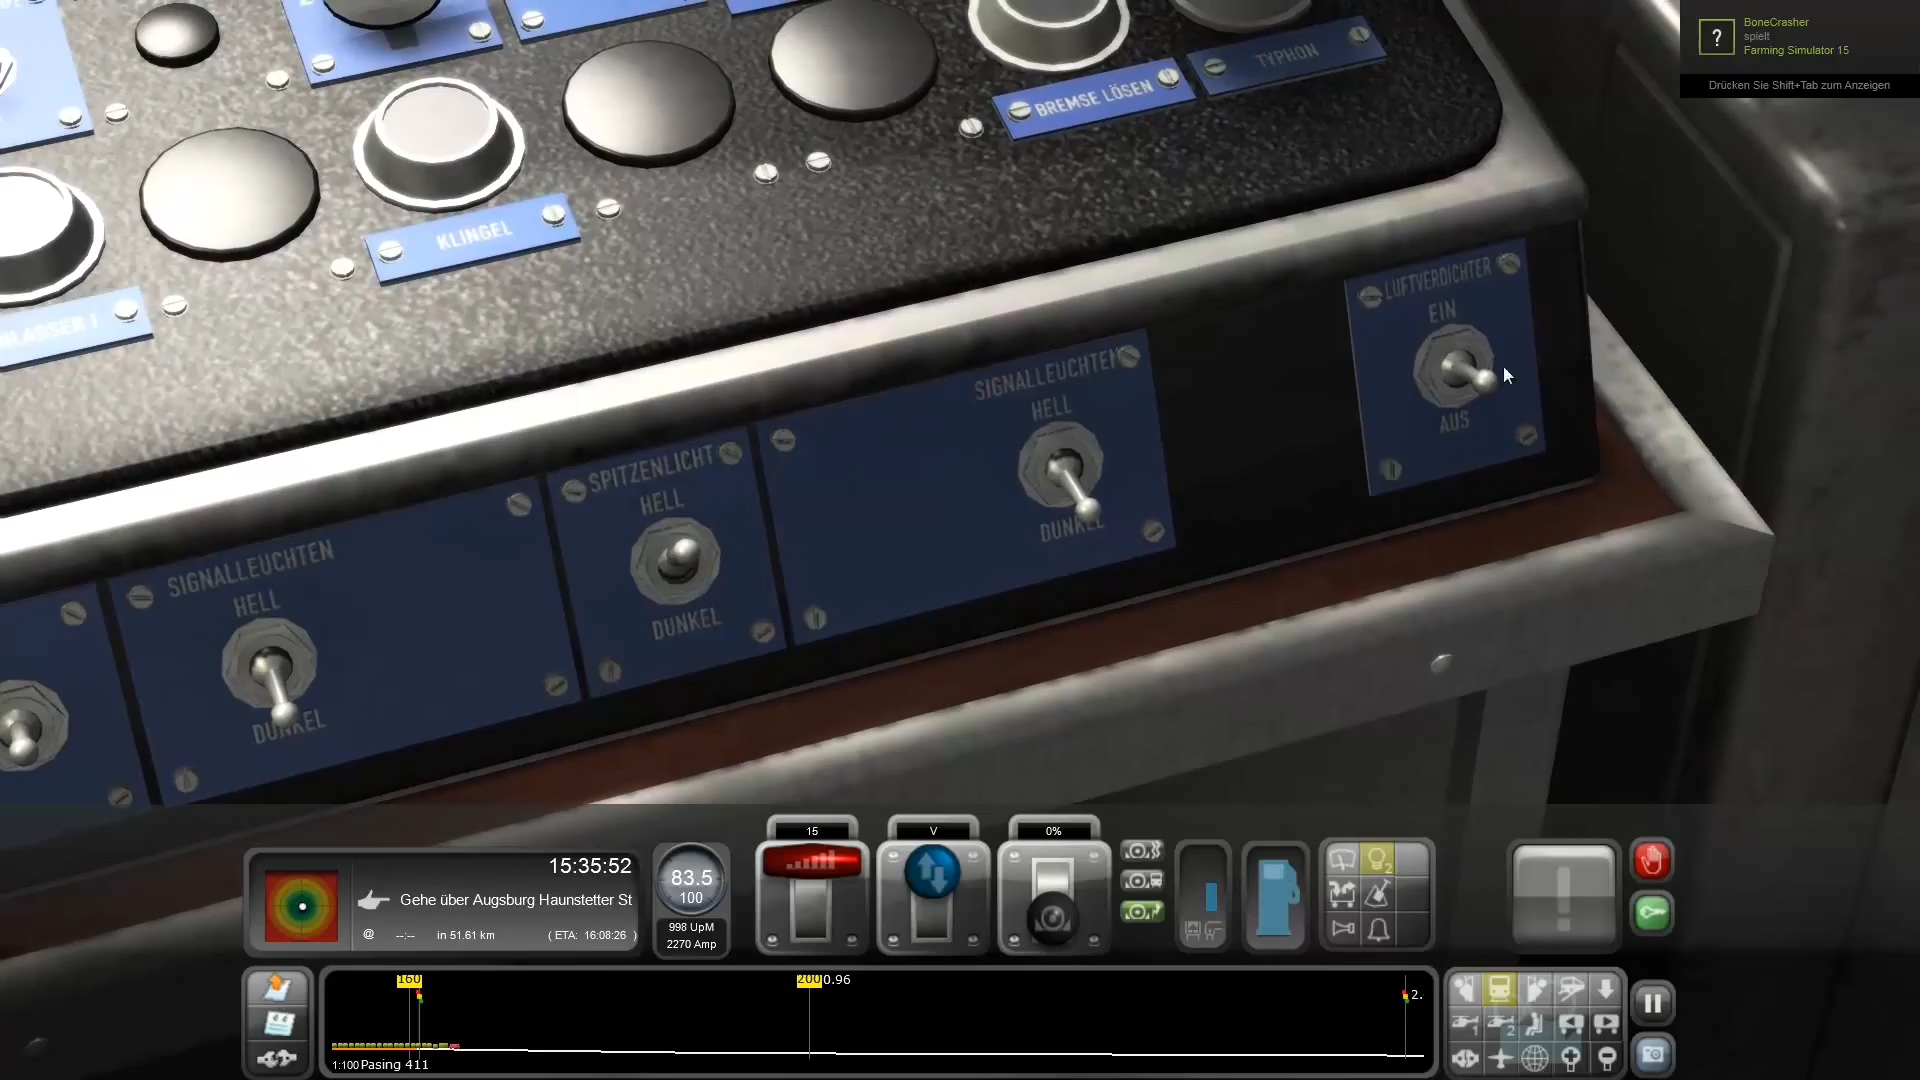 BoneCrasher
spielt
Farming Simulator 15
Drücken Sie Shift+Tab zum Anzeigen
TYPHON
BREMSE LÖSEN
KLINGEL
LUFTVERDICHTER
EIN
AUS
SIGNALLEUCHTEN
HELL
DUNKEL
SPITZENLICHT
HELL
DUNKEL
SIGNALLEUCHTEN
HELL
DUNKEL
15:35:52
Gehe über Augsburg Haunstetter St
@ --:-- in 51.61 km ( ETA: 16:08:26 )
83.5
100
998 UpM
2270 Amp
15
V
0%
2
160
200 0.96
2.
1:100 Pasing 411
1
2